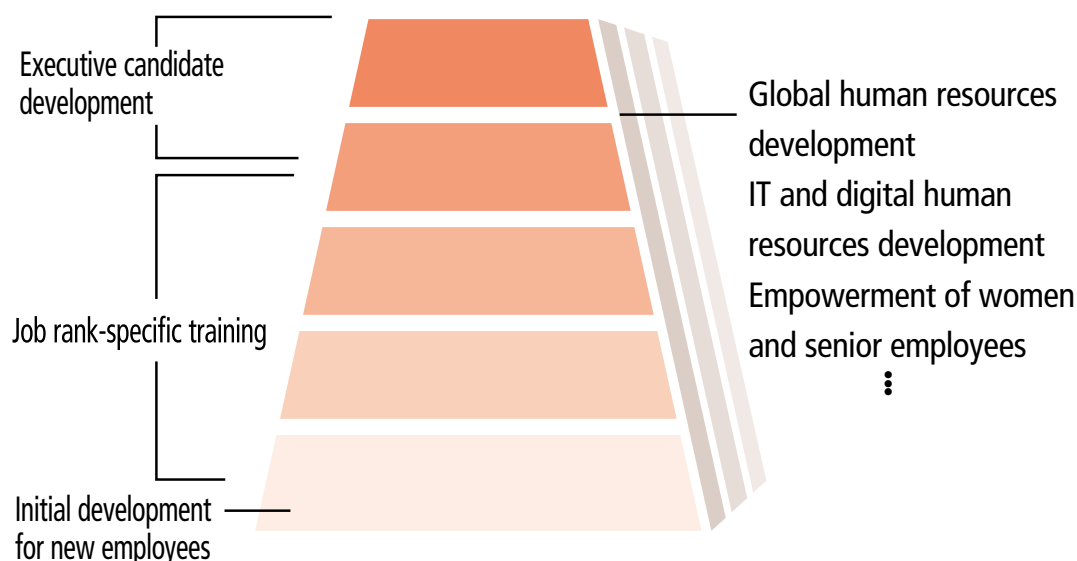 Executive candidate
development
Job rank-specific training
Initial development
for new employees
Global human resources
development
IT and digital human
resources development
Empowerment of women
and senior employees
⋮